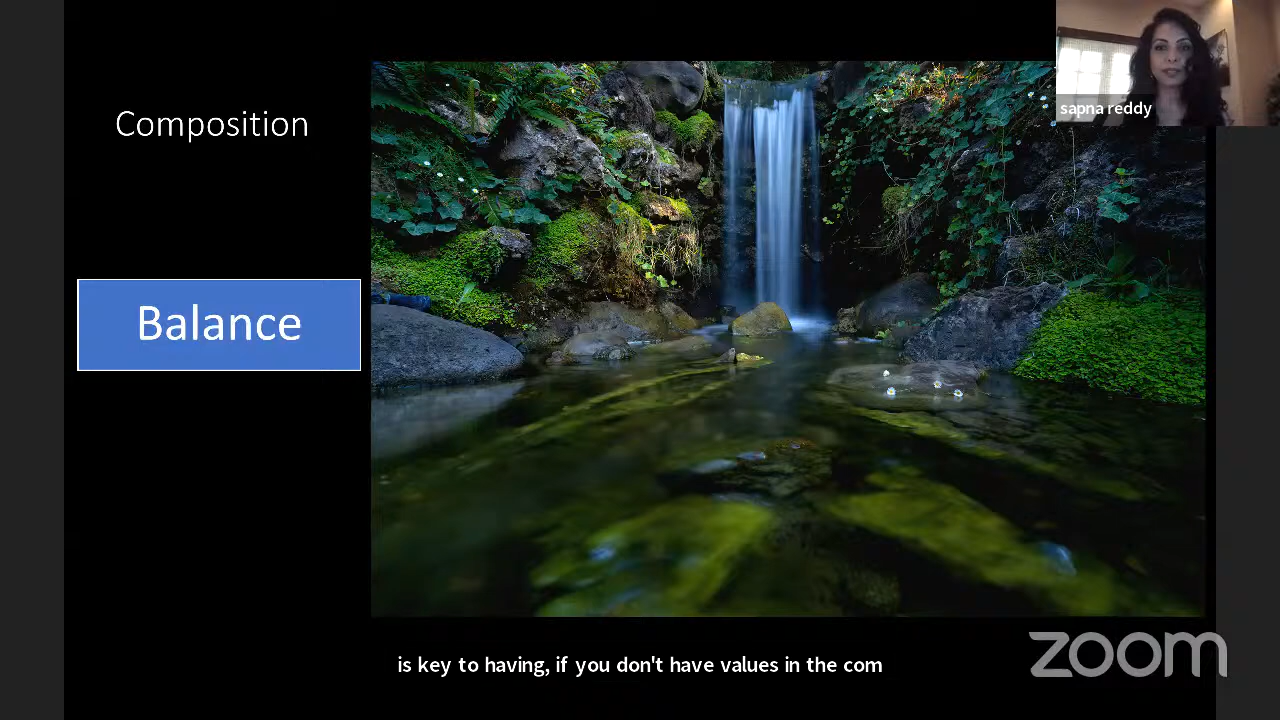 Composition
sapna reddy
Balance
is key to having, if you don't have values in the com
zoom